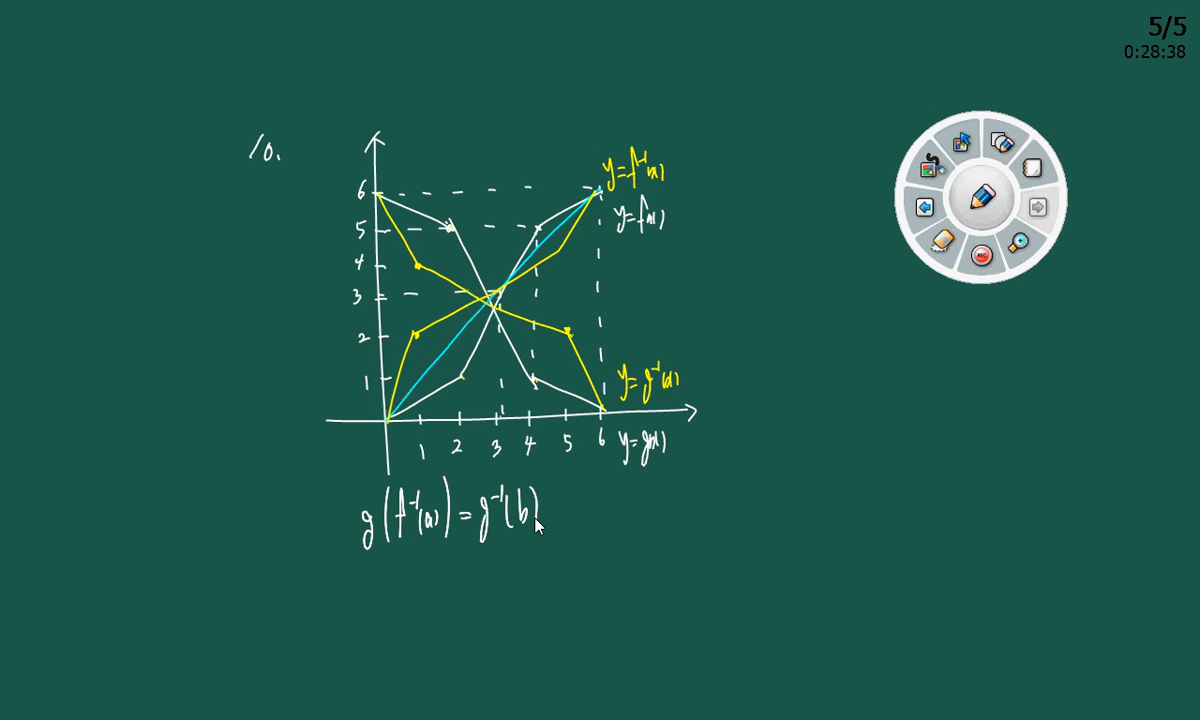 5/5
0:28:38
10.
y=f⁻¹(x)
6
y=f(x)
5
4
3
2
1
y=g⁻¹(x)
1 2 3 4 5 6 y=g(x)
g(f⁻¹(a))=g⁻¹(b)
REC